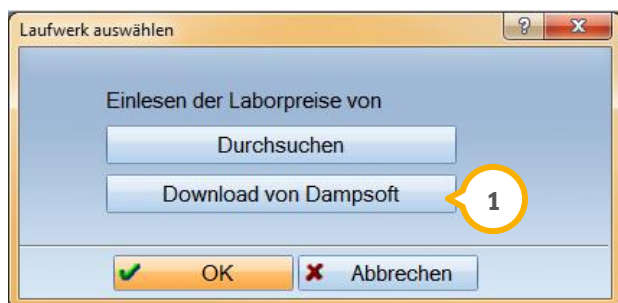 Laufwerk auswählen
Einlesen der Laborpreise von
Durchsuchen
Download von Dampsoft
1
OK
Abbrechen